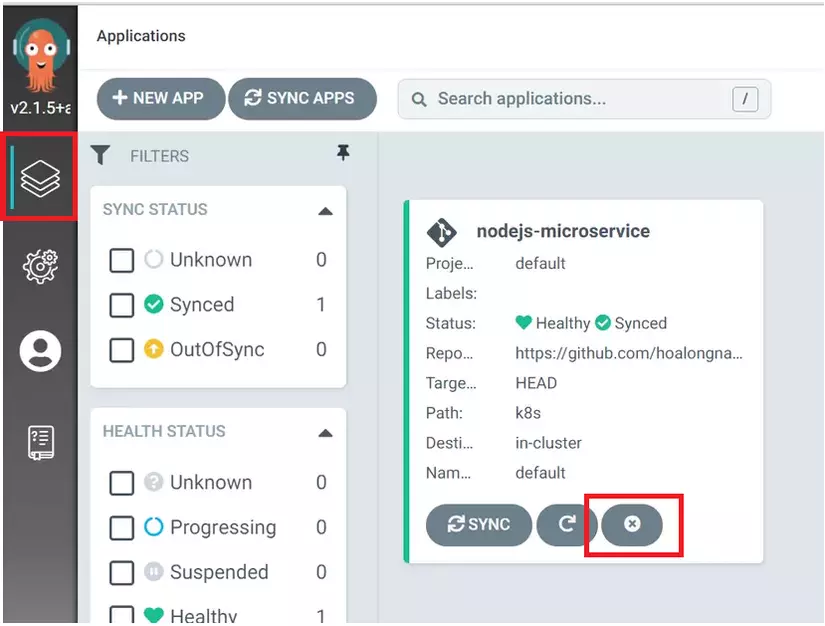 Applications
v2.1.5+a
NEW APP
SYNC APPS
Search applications...
/
FILTERS
SYNC STATUS
Unknown 0
Synced 1
OutOfSync 0
HEALTH STATUS
Unknown 0
Progressing 0
Suspended 0
Healthy 1
nodejs-microservice
Proje... default
Labels:
Status: Healthy Synced
Repo... https://github.com/hoalongna...
Targe... HEAD
Path: k8s
Desti... in-cluster
Nam... default
SYNC